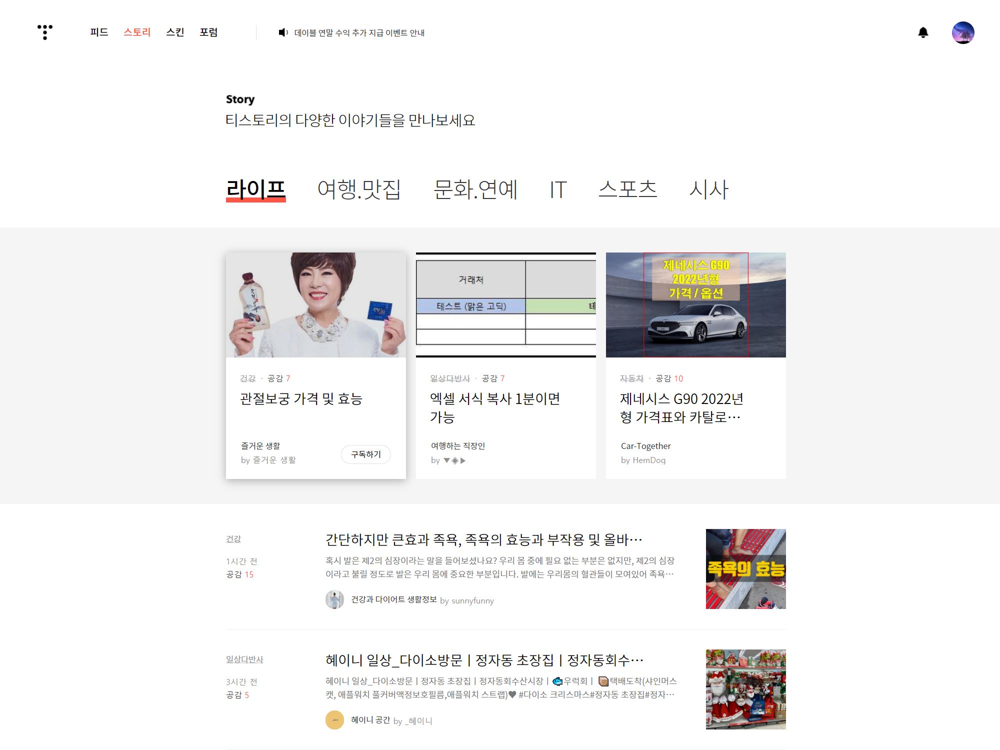 피드 스토리 스킨 포럼 데이블 연말 수익 추가 지급 이벤트 안내
Story
티스토리의 다양한 이야기들을 만나보세요
라이프 여행.맛집 문화.연예 IT 스포츠 시사
거래처
테스트 (맑은 고딕) 테
제네시스 G90
2022년형
가격 / 옵션
건강 · 공감 7
관절보궁 가격 및 효능
즐거운 생활
by 즐거운 생활
구독하기
일상다반사 · 공감 7
엑셀 서식 복사 1분이면
가능
여행하는 직장인
by ▼◈▶
자동차 · 공감 10
제네시스 G90 2022년
형 가격표와 카탈로…
Car-Together
by HemDog
건강
1시간 전
공감 15
간단하지만 큰효과 족욕, 족욕의 효능과 부작용 및 올바…
혹시 발은 제2의 심장이라는 말을 들어보셨나요? 우리 몸 중에 필요 없는 부분은 없지만, 제2의 심장
이라고 불릴 정도로 발은 우리 몸에 중요한 부분입니다. 발에는 우리몸의 혈관들이 모여있어 족욕…
건강과 다이어트 생활정보 by sunnyfunny
족욕의 효능
일상다반사
3시간 전
공감 5
혜이니 일상_다이소방문ㅣ정자동 초장집ㅣ정자동회수…
혜이니 일상_다이소방문ㅣ정자동 초장집ㅣ정자동회수산시장ㅣ🐟우럭회ㅣ 📦택배도착(샤인머스
캣, 애플워치 풀커버액정보호필름,애플워치 스트랩)♥ #다이소 크리스마스#정자동 초장집#정자…
혜이니 공간 by _혜이니